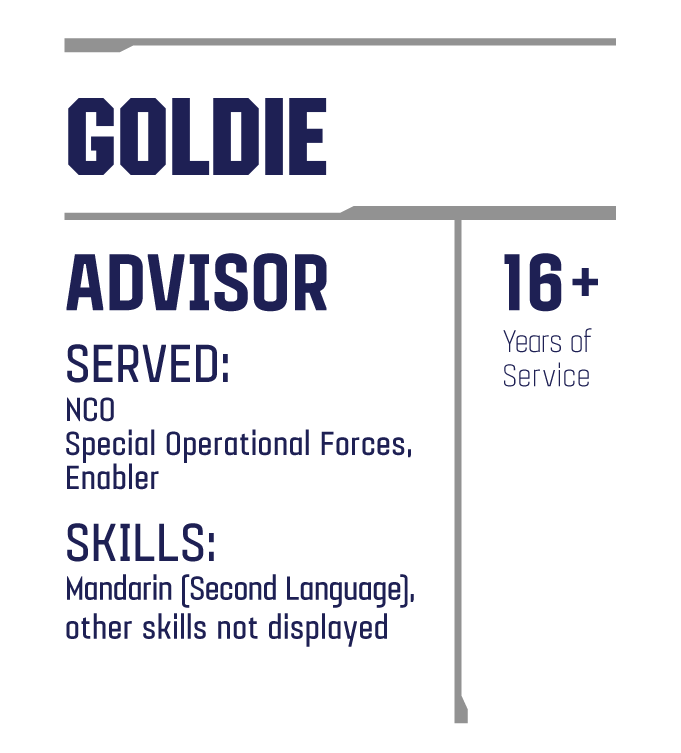 GOLDIE
ADVISOR
SERVED:
NCO
Special Operational Forces,
Enabler
SKILLS:
Mandarin (Second Language),
other skills not displayed
16+
Years of
Service